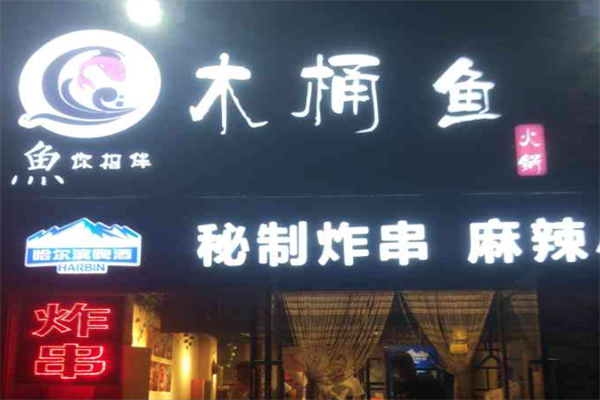 木桶鱼
火锅
魚你相伴
哈尔滨啤酒
HARBIN
秘制炸串 麻辣
炸串